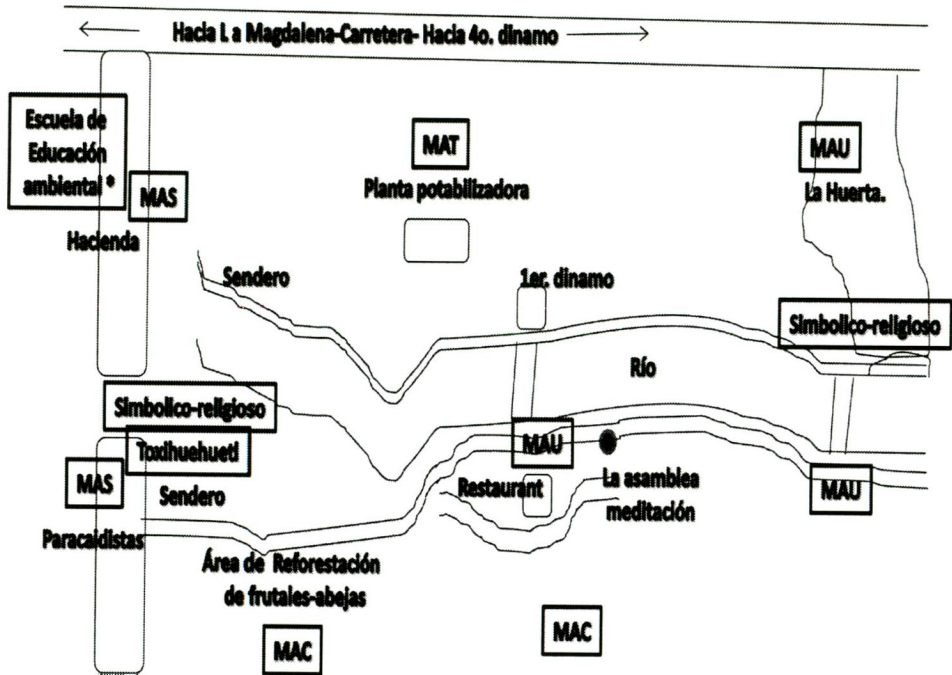 Hacia L a Magdalena-Carretera- Hacia 4o. dinamo
Escuela de
Educación
ambiental *
MAS
Hacienda
MAT
Planta potabilizadora
MAU
La Huerta.
Sendero
1er. dinamo
Simbolico-religioso
Río
Simbolico-religioso
Toxihuehuetl
MAS
Sendero
Paracaidistas
MAU
Restaurant
La asamblea
meditación
MAU
Área de Reforestación
de frutales-abejas
MAC
MAC